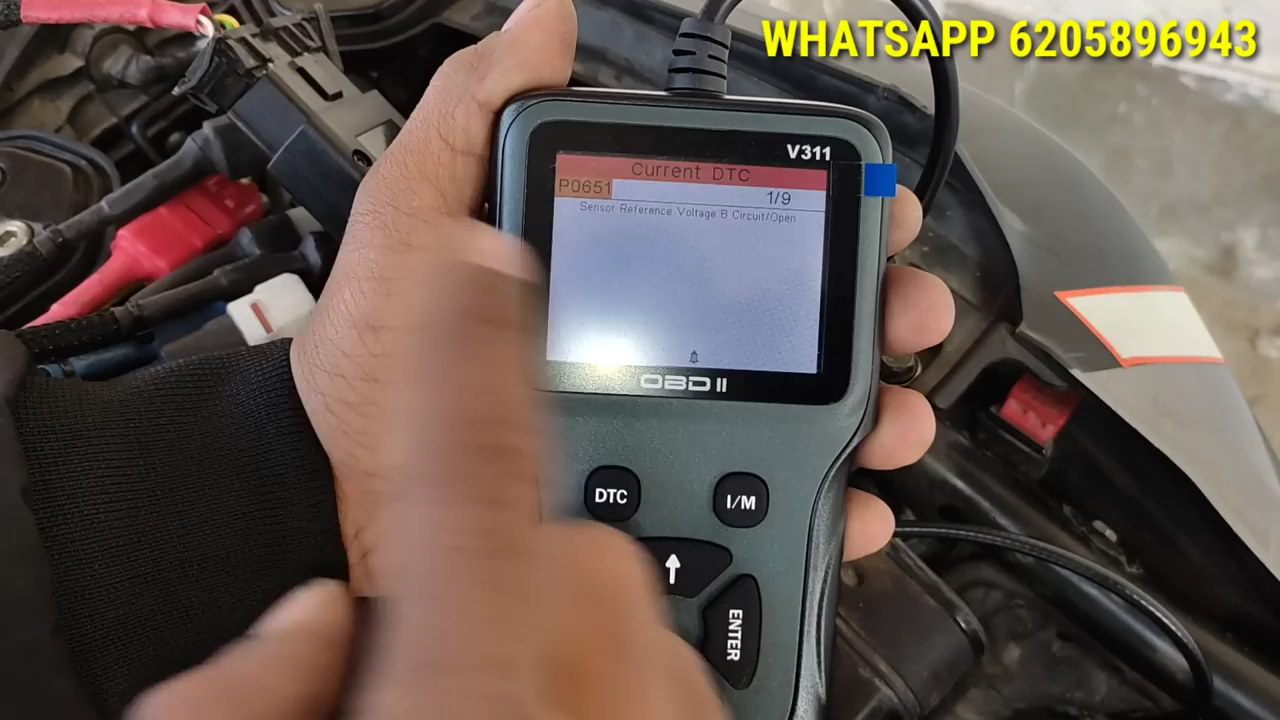 WHATSAPP 6205896943
V311
Current DTC
P0651 1/9
Sensor Reference Voltage B Circuit/Open
OBD II
DTC
I/M
ENTER